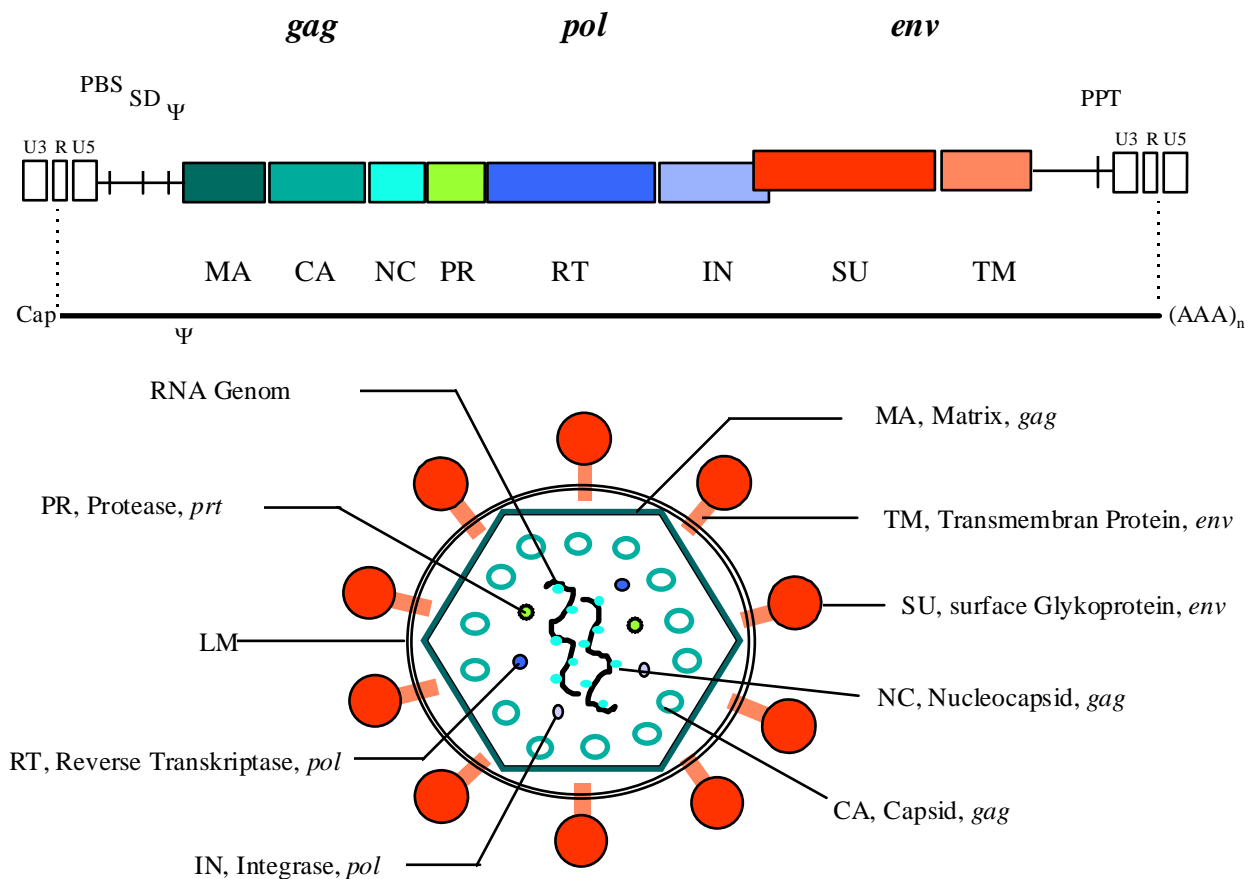 gag pol env
PBS SD Ψ PPT
U3 R U5 U3 R U5
MA CA NC PR RT IN SU TM
Cap (AAA)n
Ψ
RNA Genom
MA, Matrix, gag
PR, Protease, prt
TM, Transmembran Protein, env
SU, surface Glykoprotein, env
LM
NC, Nucleocapsid, gag
RT, Reverse Transkriptase, pol
CA, Capsid, gag
IN, Integrase, pol